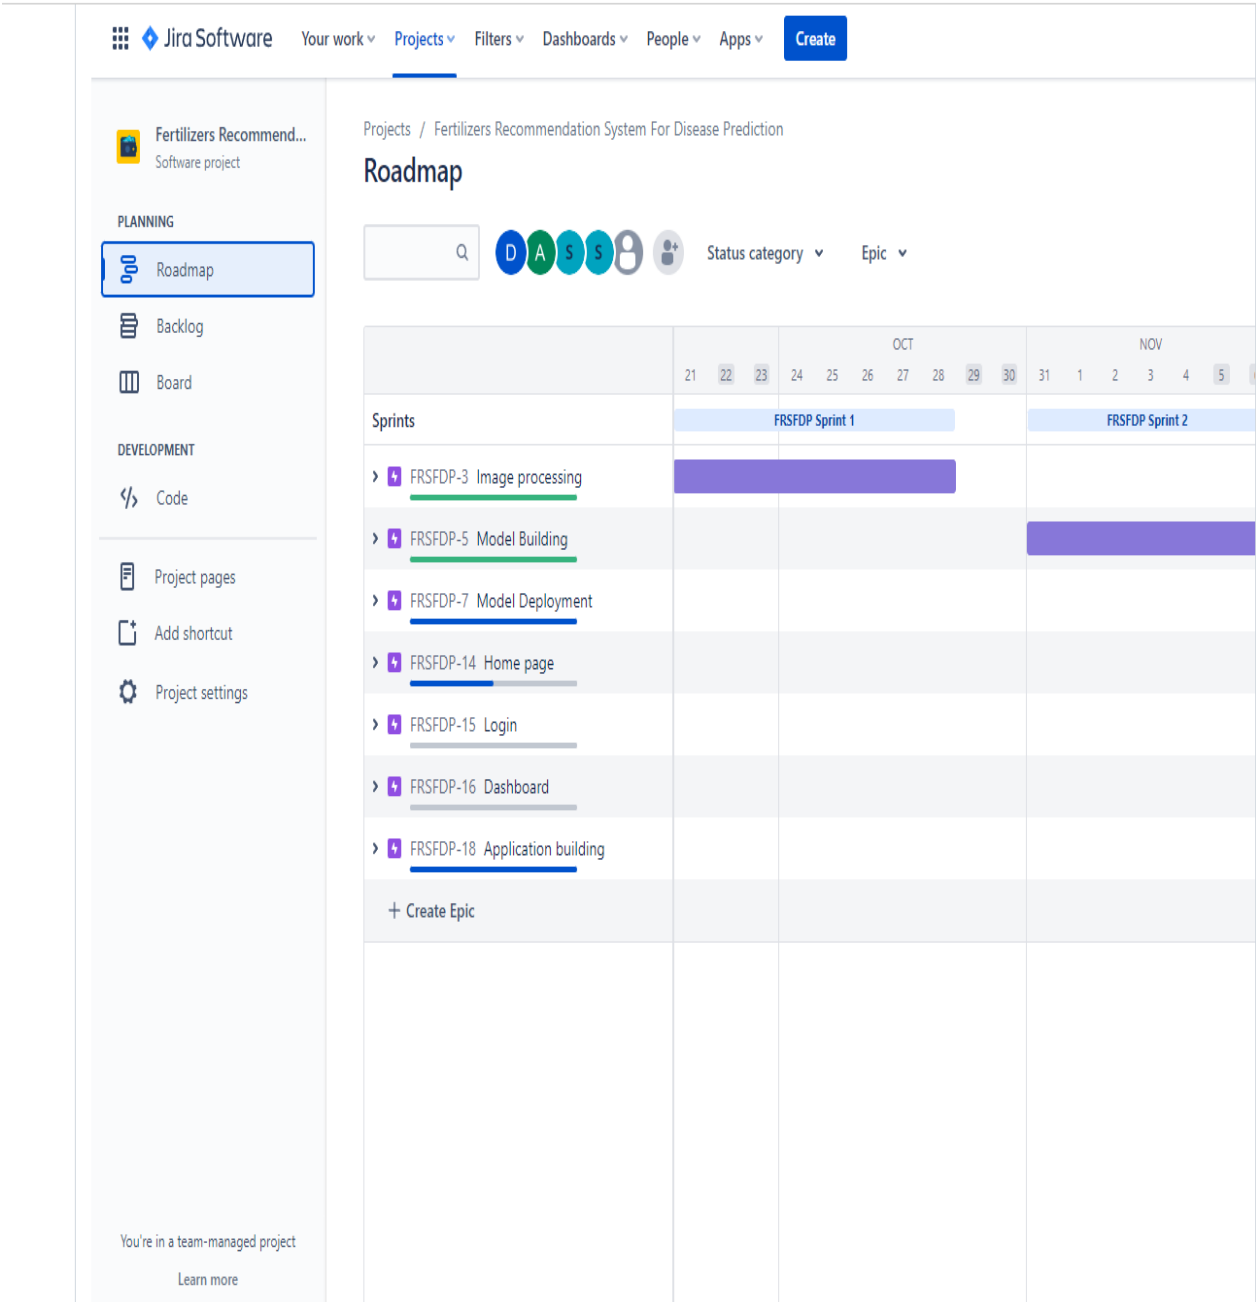 Jira Software Your work Projects Filters Dashboards People Apps Create
Fertilizers Recommend...
Software project
PLANNING
Roadmap
Backlog
Board
DEVELOPMENT
Code
Project pages
Add shortcut
Project settings
You're in a team-managed project
Learn more
Projects / Fertilizers Recommendation System For Disease Prediction
Roadmap
D A S S Status category Epic
OCT NOV
21 22 23 24 25 26 27 28 29 30 31 1 2 3 4 5
Sprints FRSFDP Sprint 1 FRSFDP Sprint 2
FRSFDP-3 Image processing
FRSFDP-5 Model Building
FRSFDP-7 Model Deployment
FRSFDP-14 Home page
FRSFDP-15 Login
FRSFDP-16 Dashboard
FRSFDP-18 Application building
+ Create Epic